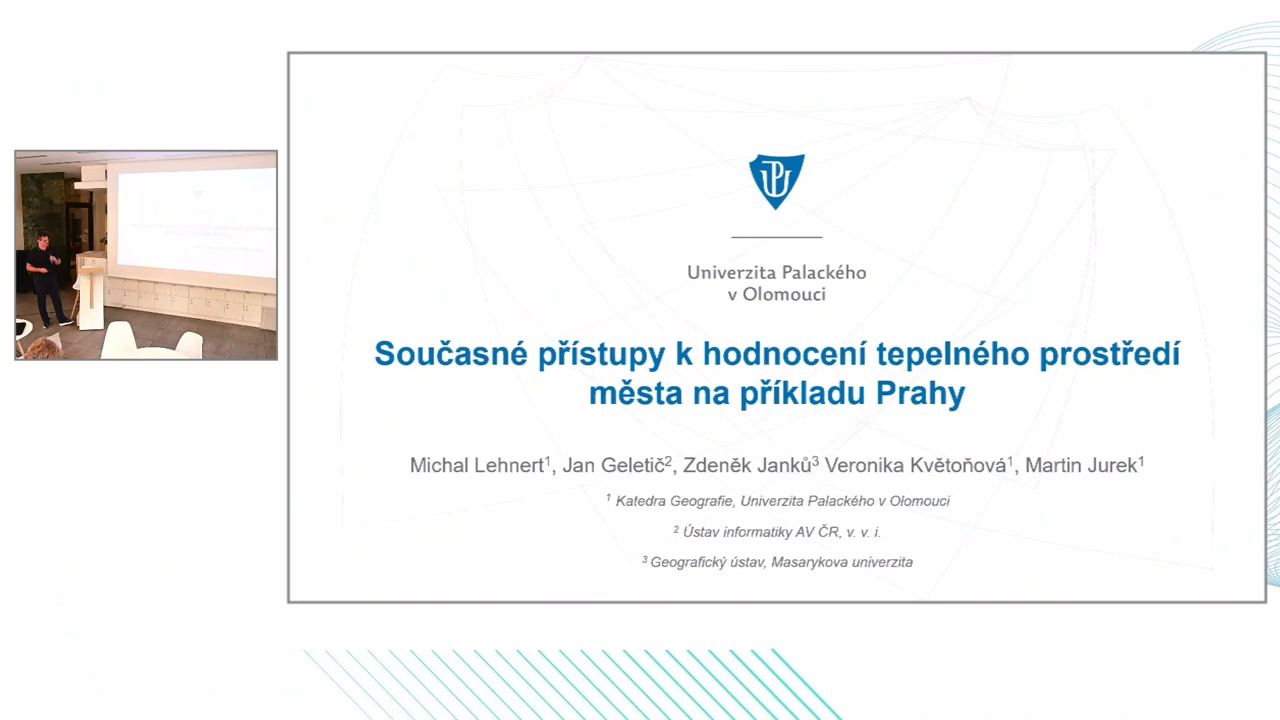 Univerzita Palackého
v Olomouci
Současné přístupy k hodnocení tepelného prostředí
města na příkladu Prahy
Michal Lehnert¹, Jan Geletič², Zdeněk Janků³ Veronika Květoňová¹, Martin Jurek¹
¹ Katedra Geografie, Univerzita Palackého v Olomouci
² Ústav informatiky AV ČR, v. v. i.
³ Geografický ústav, Masarykova univerzita